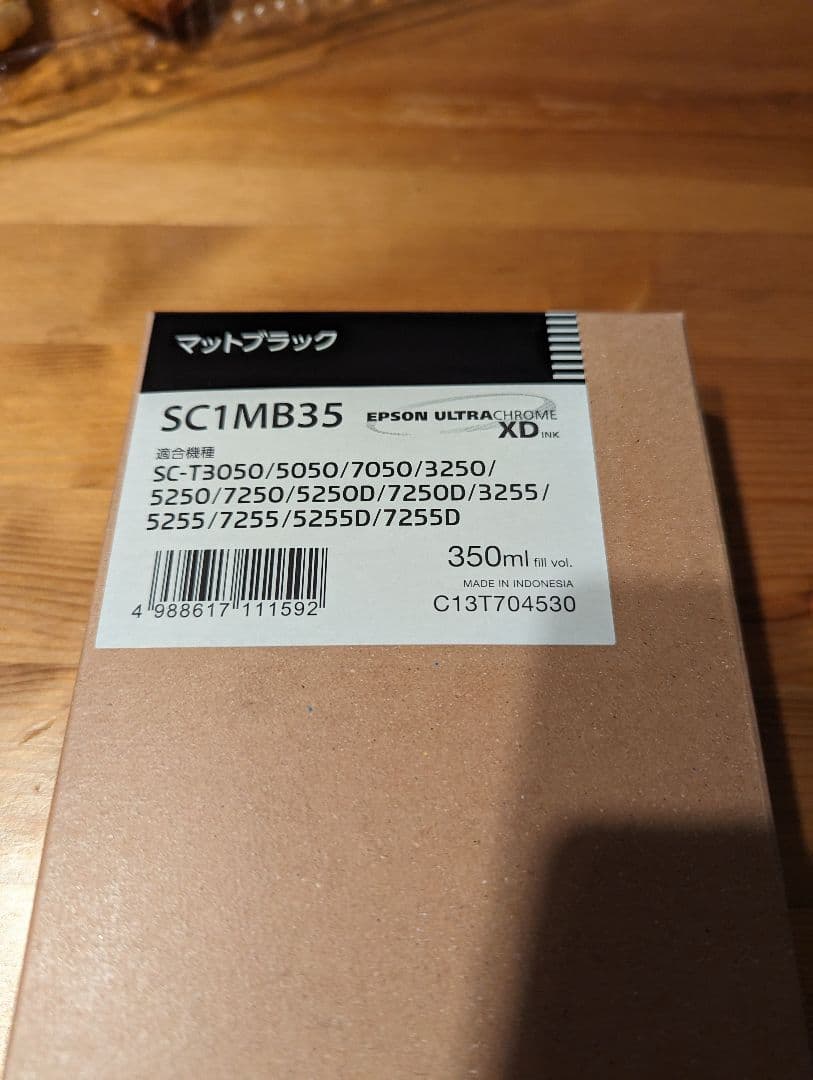 マットブラック
SC1MB35
EPSON ULTRACHROME
XD INK
適合機種
SC-T3050/5050/7050/3250/
5250/7250/5250D/7250D/3255/
5255/7255/5255D/7255D
350ml fill vol.
MADE IN INDONESIA
4 988617 111592
C13T704530